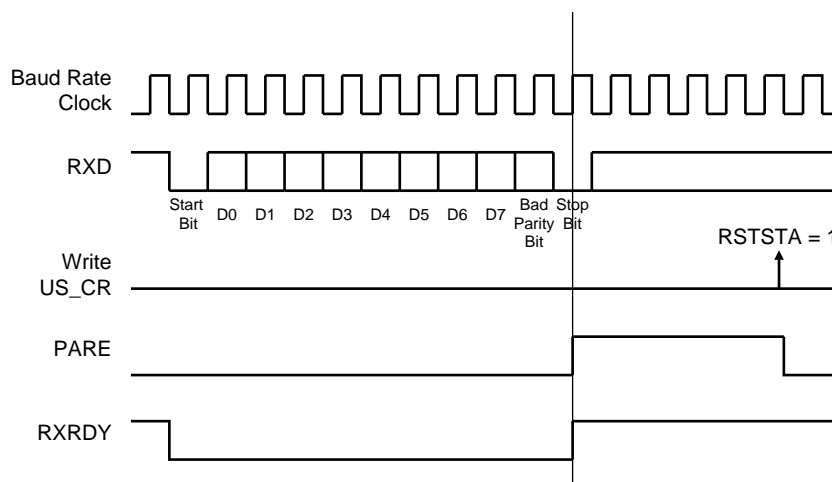 Baud Rate
Clock
RXD
Start
Bit
D0 D1 D2 D3 D4 D5 D6 D7
Bad
Parity
Bit
Stop
Bit
RSTSTA = 1
Write
US_CR
PARE
RXRDY